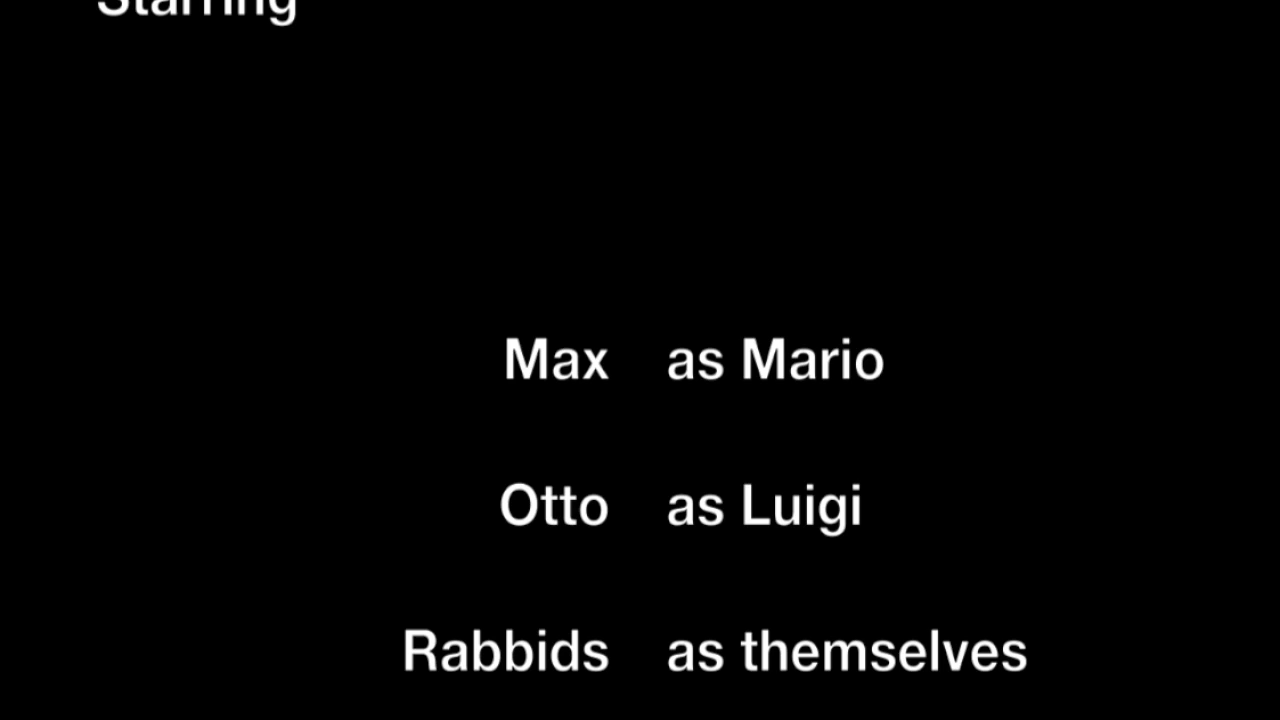 Starring
Max as Mario
Otto as Luigi
Rabbids as themselves